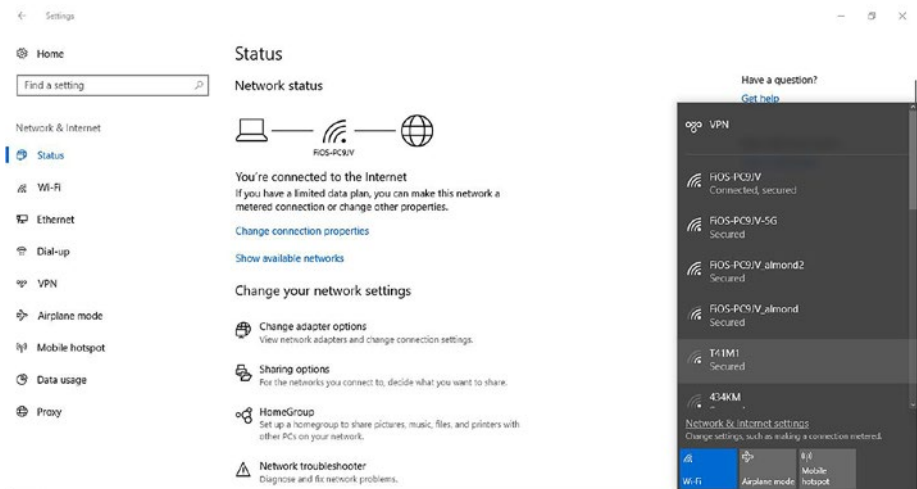 Settings
Home
Find a setting
Network & Internet
Status
Wi-Fi
Ethernet
Dial-up
VPN
Airplane mode
Mobile hotspot
Data usage
Proxy
Status
Network status
FiOS-PC9JV
You're connected to the Internet
If you have a limited data plan, you can make this network a
metered connection or change other properties.
Change connection properties
Show available networks
Change your network settings
Change adapter options
View network adapters and change connection settings.
Sharing options
For the networks you connect to, decide what you want to share.
HomeGroup
Set up a homegroup to share pictures, music, files, and printers with
other PCs on your network.
Network troubleshooter
Diagnose and fix network problems.
Have a question?
Get help
VPN
FiOS-PC9JV
Connected, secured
FiOS-PC9JV-5G
Secured
FiOS-PC9JV_almond2
Secured
FiOS-PC9JV_almond
Secured
T41M1
Secured
434KM
Network & Internet settings
Change settings, such as making a connection metered.
Wi-Fi
Airplane mode
Mobile
hotspot